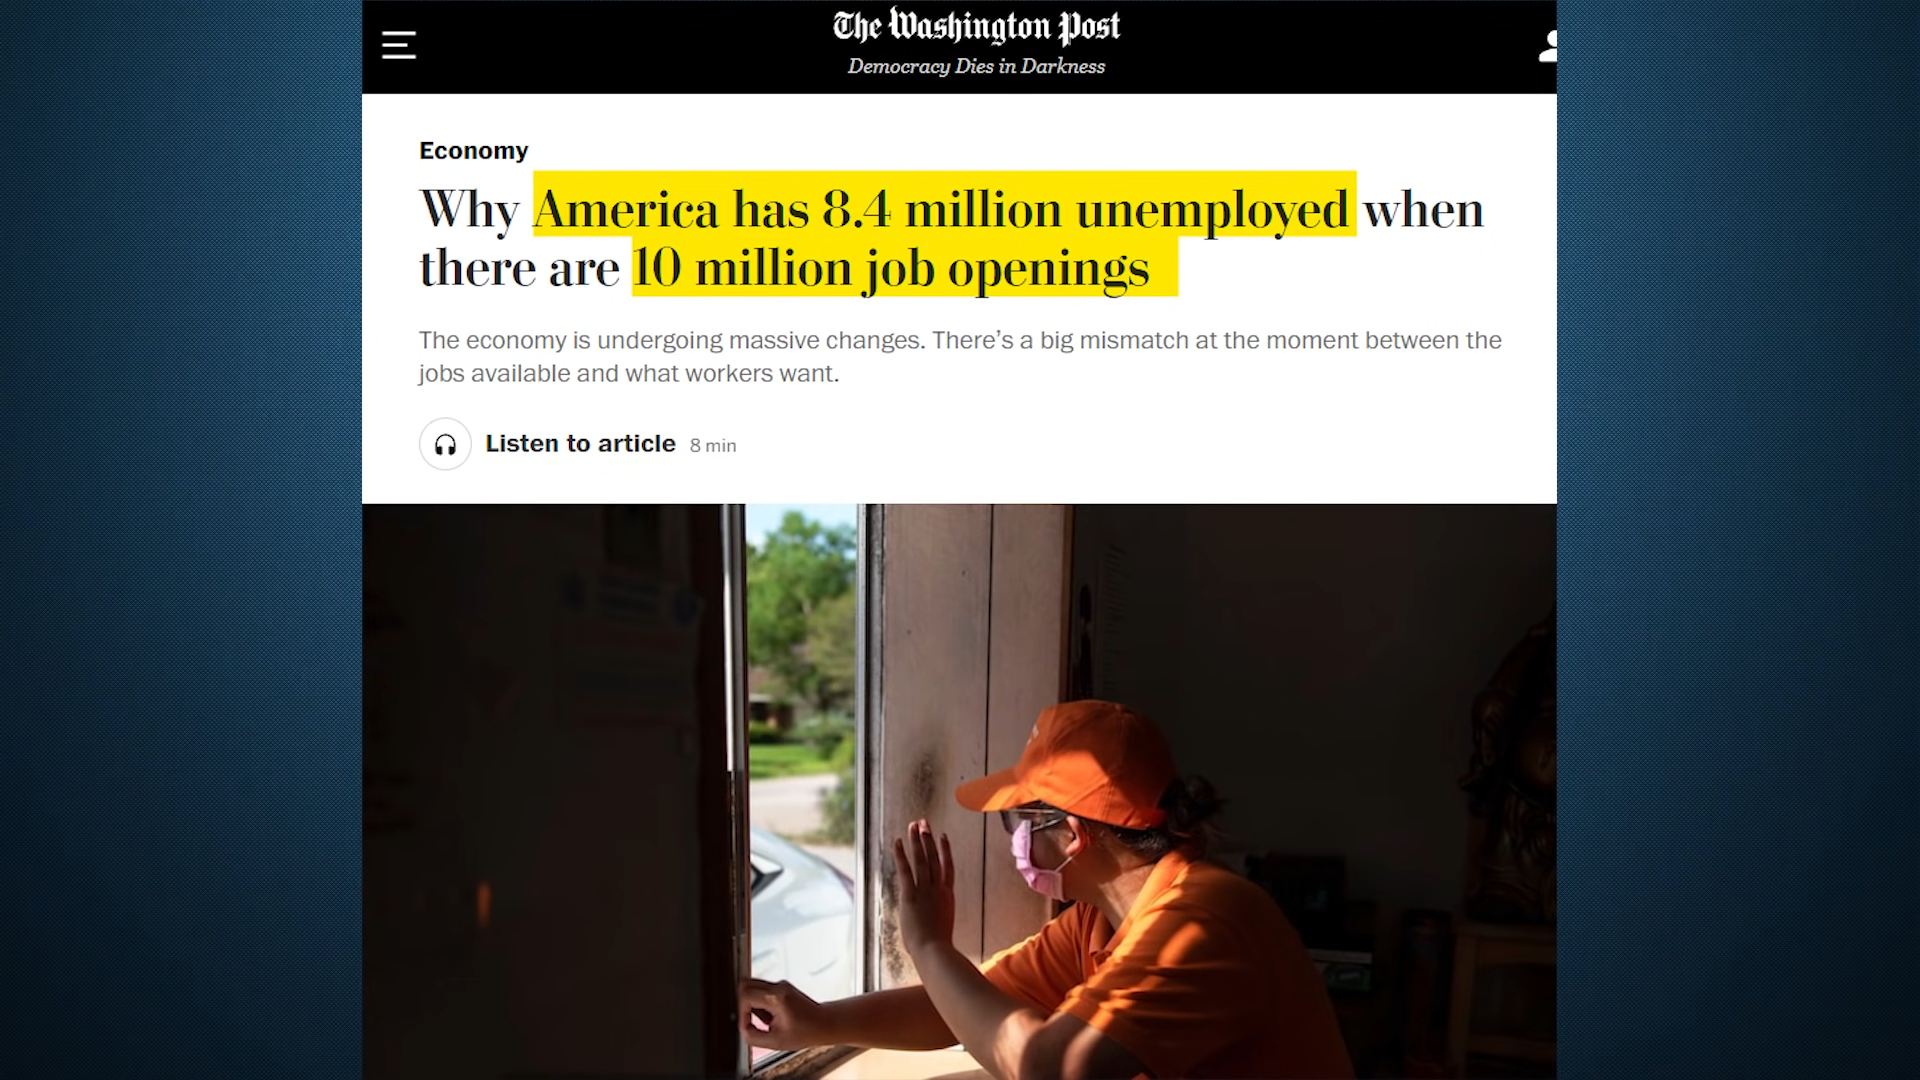 The Washington Post
Democracy Dies in Darkness
Economy
Why America has 8.4 million unemployed when
there are 10 million job openings
The economy is undergoing massive changes. There's a big mismatch at the moment between the
jobs available and what workers want.
Listen to article 8 min